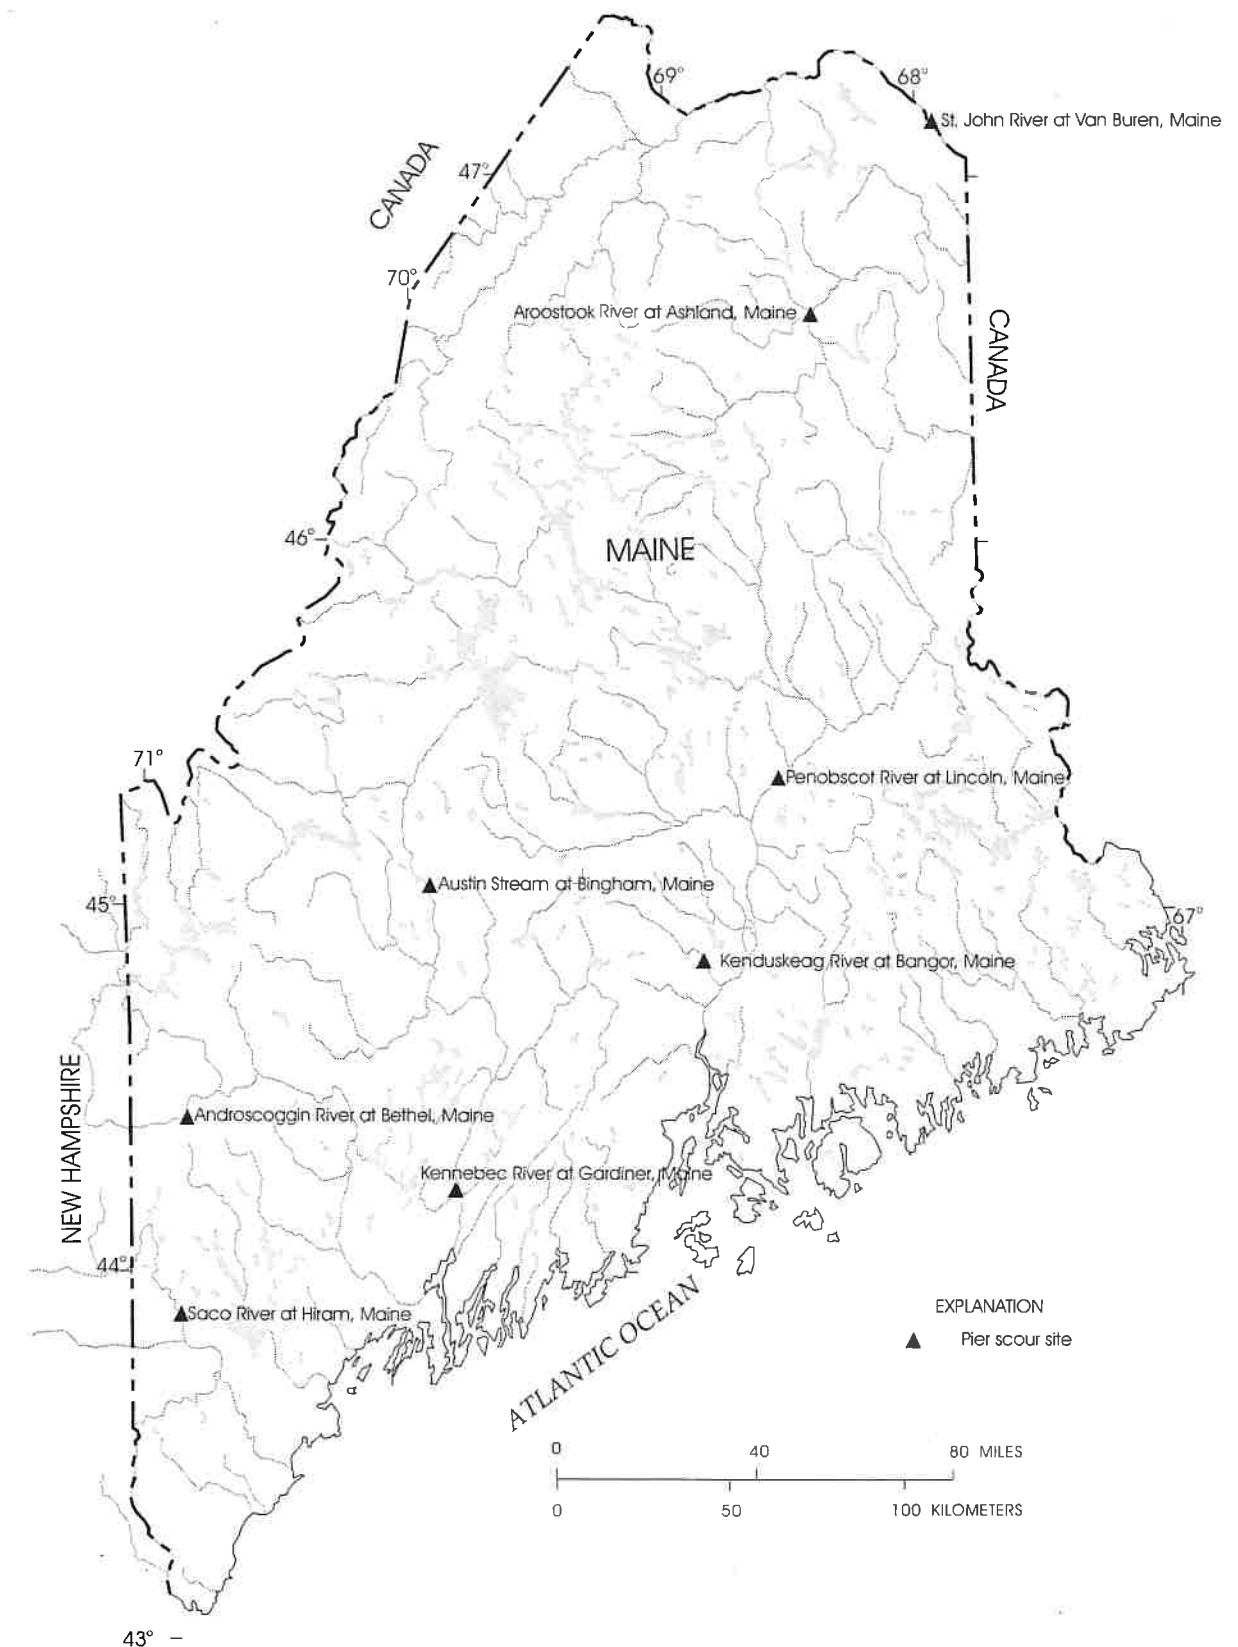 69°
68°
St. John River at Van Buren, Maine
CANADA
47°
70°
Aroostook River at Ashland, Maine
CANADA
46°
MAINE
71°
Penobscot River at Lincoln, Maine
Austin Stream at Bingham, Maine
45°
67°
Kenduskeag River at Bangor, Maine
NEW HAMPSHIRE
Androscoggin River at Bethel, Maine
Kennebec River at Gardiner, Maine
44°
Saco River at Hiram, Maine
ATLANTIC OCEAN
EXPLANATION
Pier scour site
0 40 80 MILES
0 50 100 KILOMETERS
43°